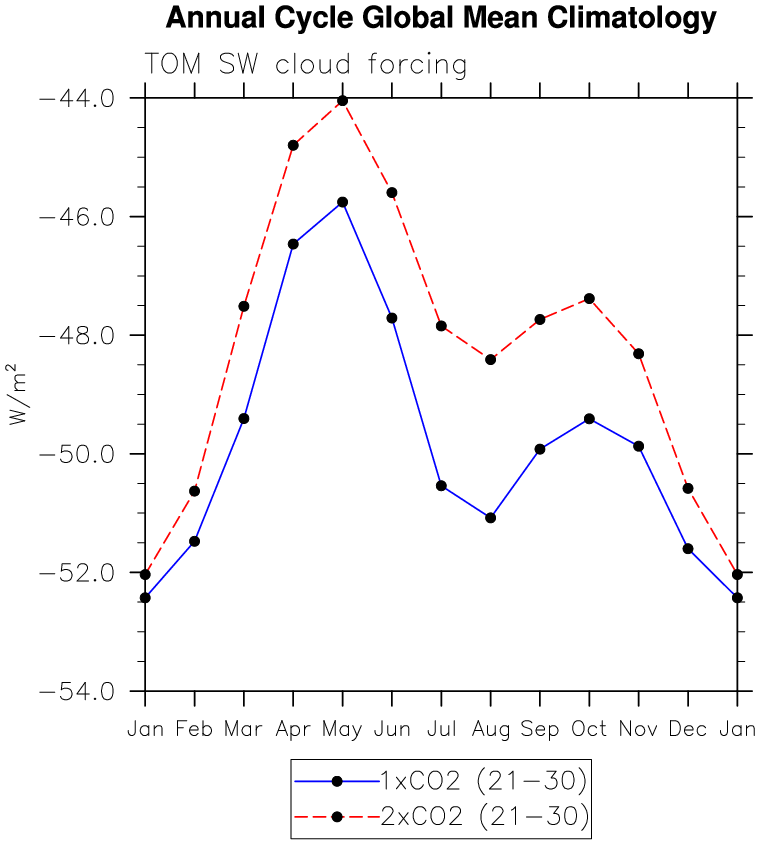 Annual Cycle Global Mean Climatology
TOM SW cloud forcing
−44.0
−46.0
−48.0
−50.0
−52.0
−54.0
W/m²
Jan Feb Mar Apr May Jun Jul Aug Sep Oct Nov Dec Jan
1xCO2 (21−30)
2xCO2 (21−30)